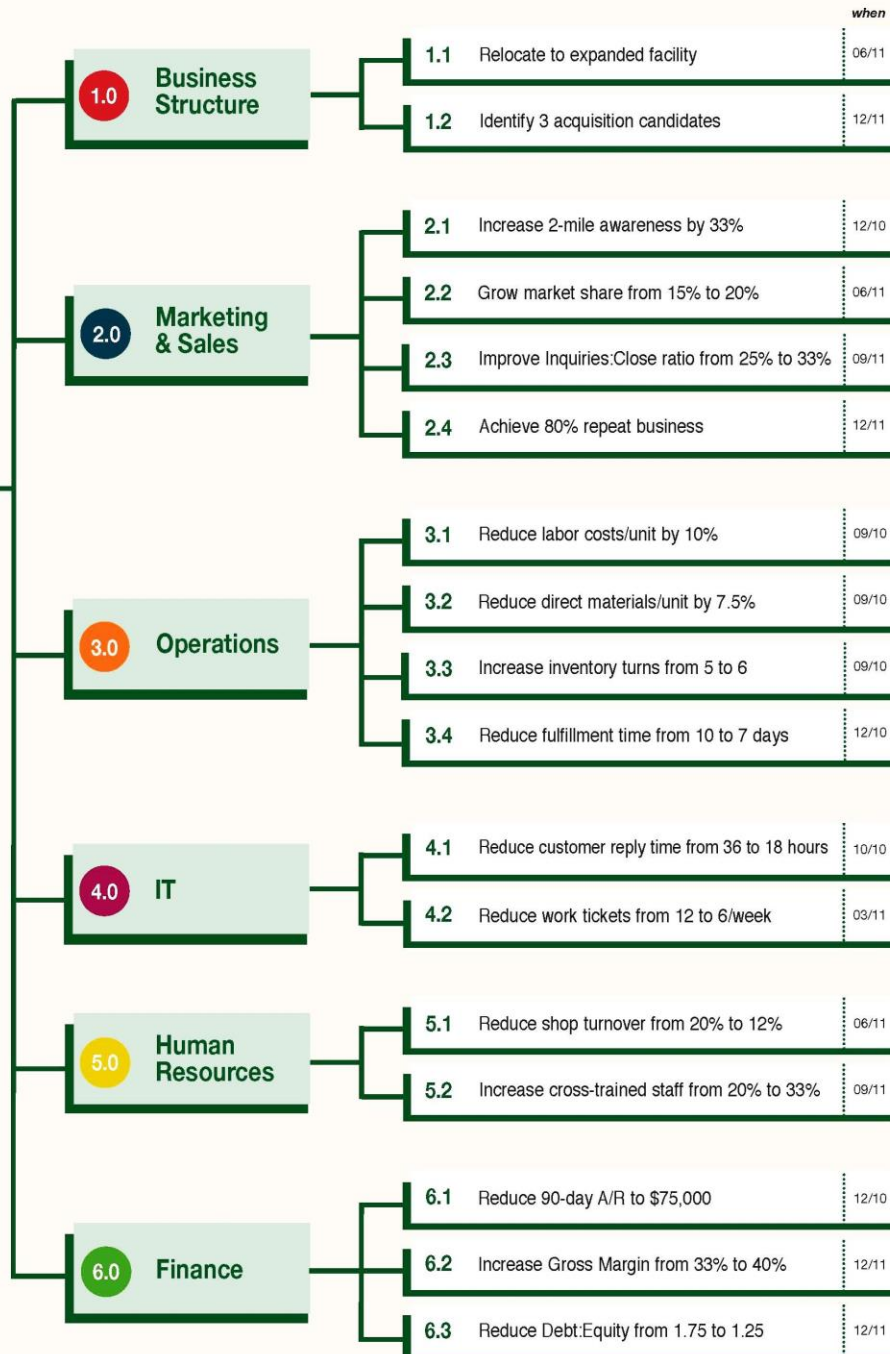 when
1.0 Business
Structure
1.1 Relocate to expanded facility 06/11
1.2 Identify 3 acquisition candidates 12/11
2.0 Marketing
& Sales
2.1 Increase 2-mile awareness by 33% 12/10
2.2 Grow market share from 15% to 20% 06/11
2.3 Improve Inquiries:Close ratio from 25% to 33% 09/11
2.4 Achieve 80% repeat business 12/11
3.0 Operations
3.1 Reduce labor costs/unit by 10% 09/10
3.2 Reduce direct materials/unit by 7.5% 09/10
3.3 Increase inventory turns from 5 to 6 09/10
3.4 Reduce fulfillment time from 10 to 7 days 12/10
4.0 IT
4.1 Reduce customer reply time from 36 to 18 hours 10/10
4.2 Reduce work tickets from 12 to 6/week 03/11
5.0 Human
Resources
5.1 Reduce shop turnover from 20% to 12% 06/11
5.2 Increase cross-trained staff from 20% to 33% 09/11
6.0 Finance
6.1 Reduce 90-day A/R to $75,000 12/10
6.2 Increase Gross Margin from 33% to 40% 12/11
6.3 Reduce Debt:Equity from 1.75 to 1.25 12/11